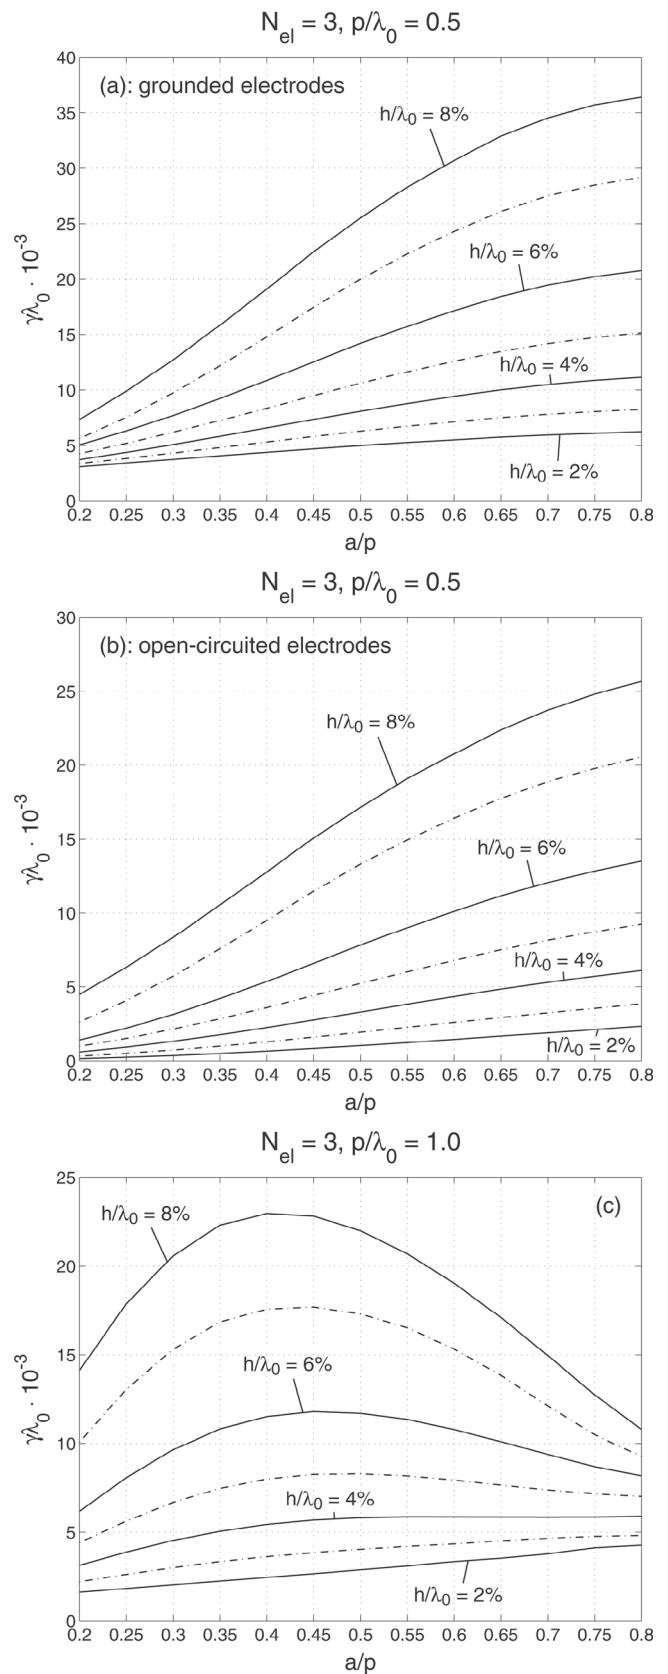 N_el = 3, p/λ_0 = 0.5
(a): grounded electrodes
h/λ_0 = 8%
h/λ_0 = 6%
h/λ_0 = 4%
h/λ_0 = 2%
40
35
30
25
20
15
10
5
0
γλ_0 · 10^-3
0.2 0.25 0.3 0.35 0.4 0.45 0.5 0.55 0.6 0.65 0.7 0.75 0.8
a/p
N_el = 3, p/λ_0 = 0.5
(b): open-circuited electrodes
h/λ_0 = 8%
h/λ_0 = 6%
h/λ_0 = 4%
h/λ_0 = 2%
30
25
20
15
10
5
0
γλ_0 · 10^-3
0.2 0.25 0.3 0.35 0.4 0.45 0.5 0.55 0.6 0.65 0.7 0.75 0.8
a/p
N_el = 3, p/λ_0 = 1.0
(c)
h/λ_0 = 8%
h/λ_0 = 6%
h/λ_0 = 4%
h/λ_0 = 2%
25
20
15
10
5
0
γλ_0 · 10^-3
0.2 0.25 0.3 0.35 0.4 0.45 0.5 0.55 0.6 0.65 0.7 0.75 0.8
a/p